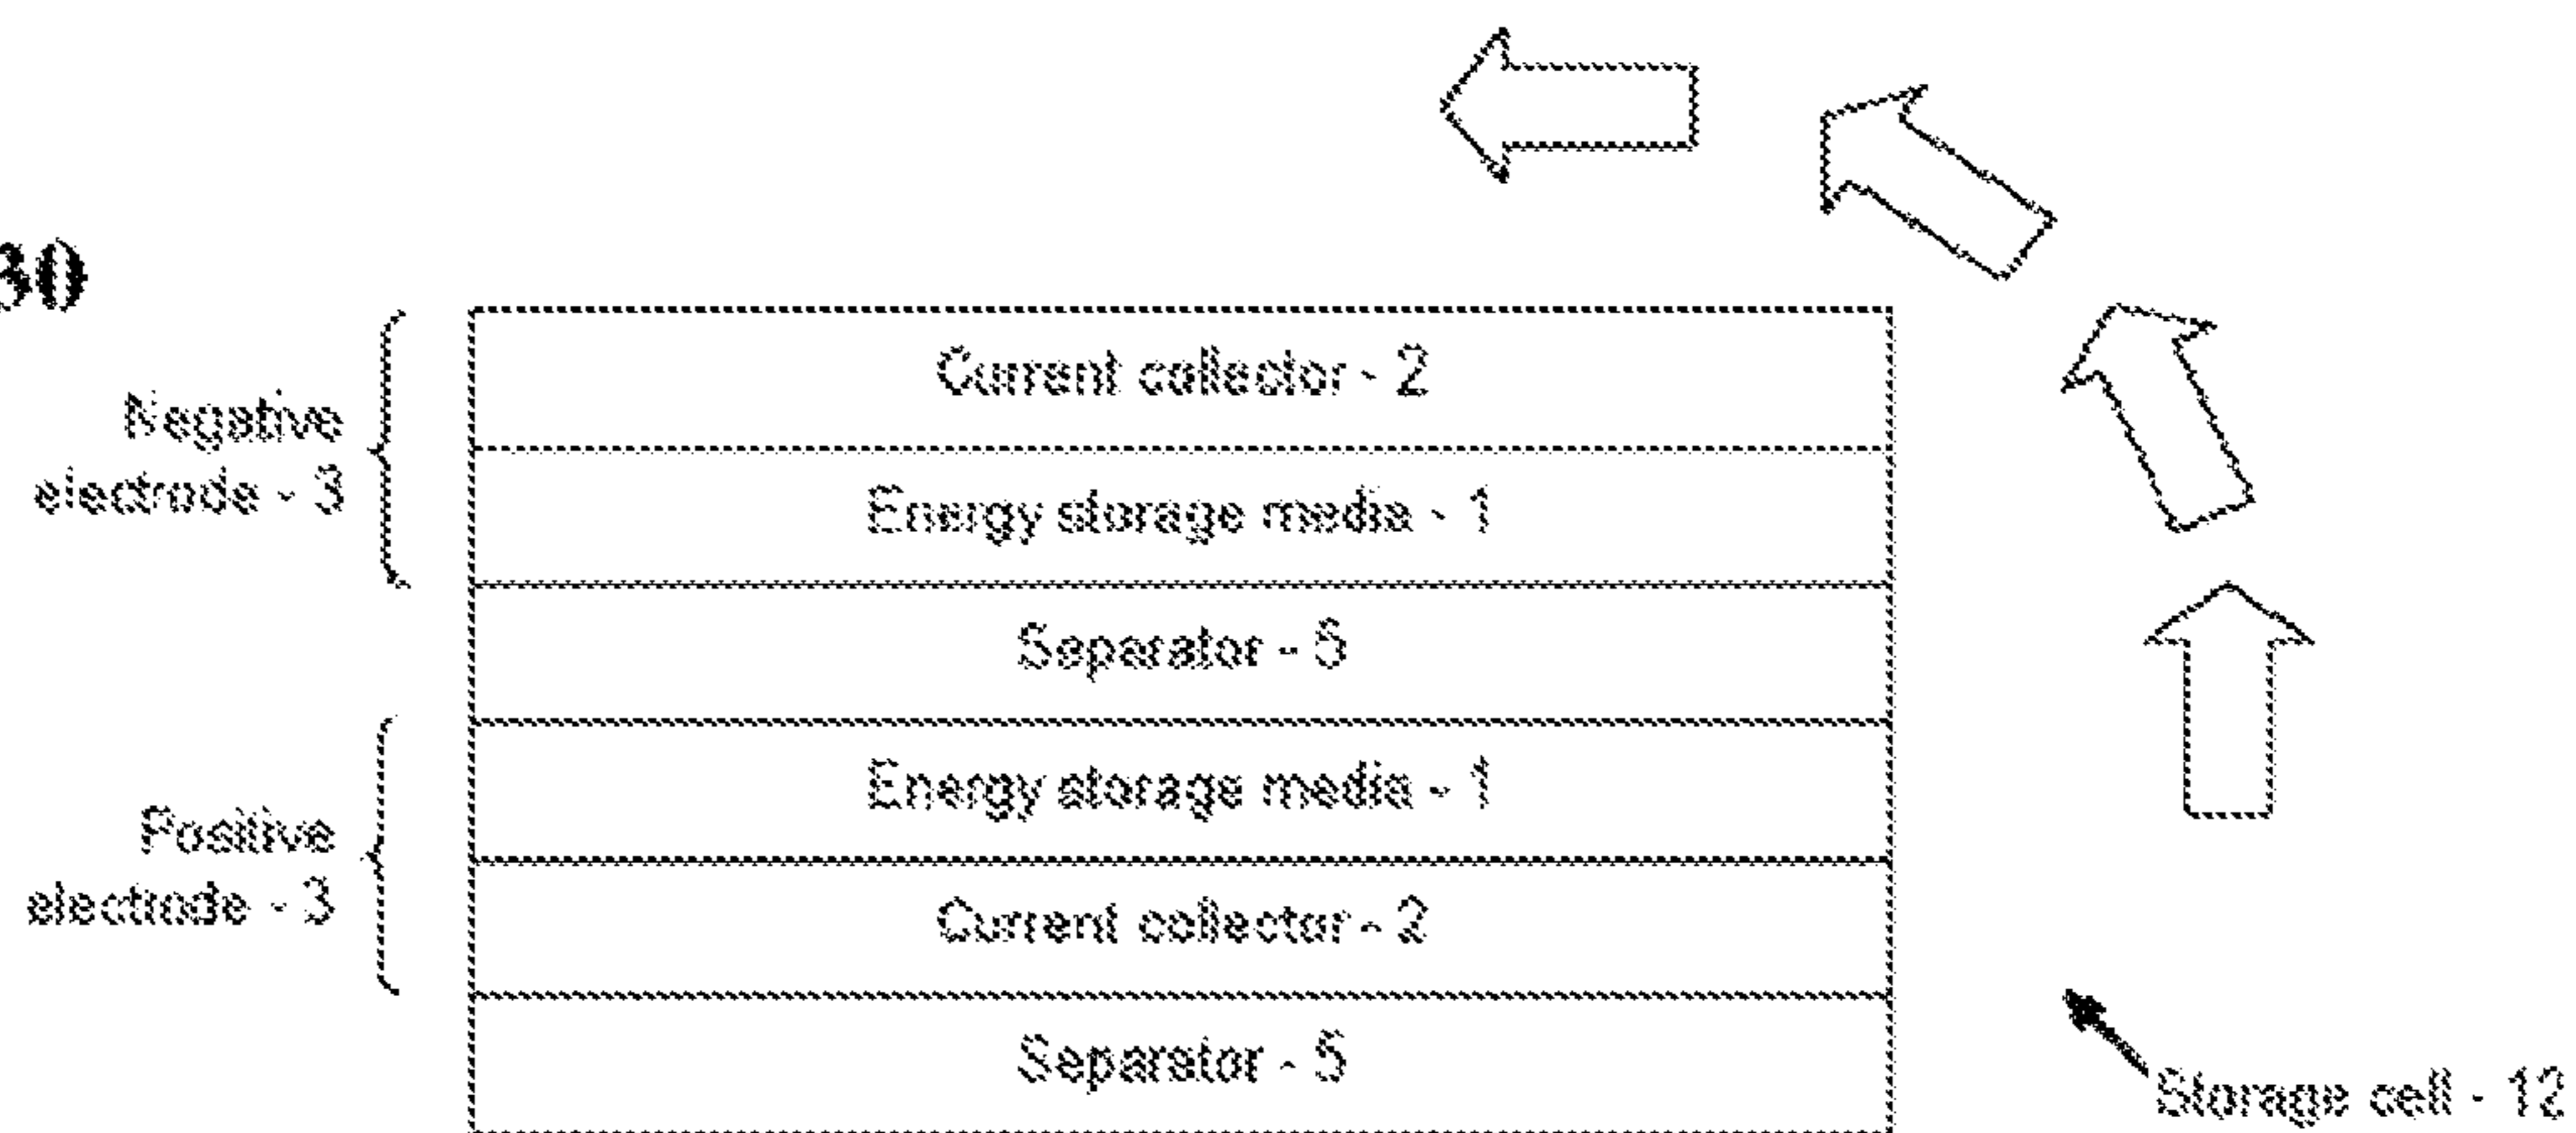 30
Current collector - 2
Negative
electrode - 3
Energy storage media - 1
Separator - 5
Energy storage media - 1
Positive
electrode - 3
Current collector - 2
Separator - 5
Storage cell - 12